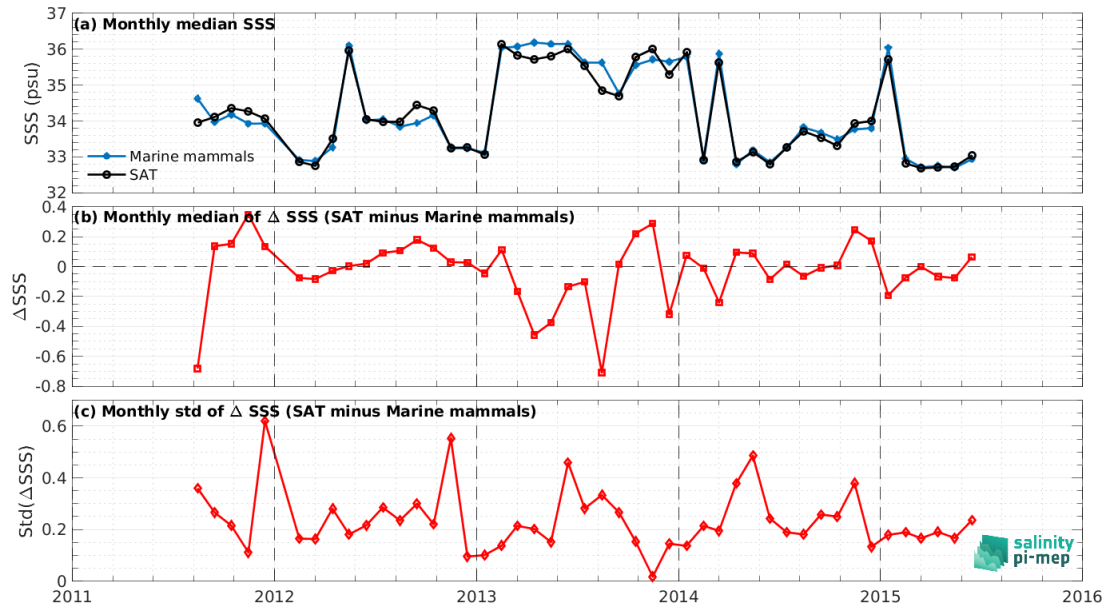 (a) Monthly median SSS
37
36
35
34
33
32
SSS (psu)
Marine mammals
SAT
(b) Monthly median of Δ SSS (SAT minus Marine mammals)
0.4
0.2
0
-0.2
-0.4
-0.6
-0.8
ΔSSS
(c) Monthly std of Δ SSS (SAT minus Marine mammals)
0.6
0.4
0.2
0
Std(ΔSSS)
salinity
pi-mep
2011 2012 2013 2014 2015 2016